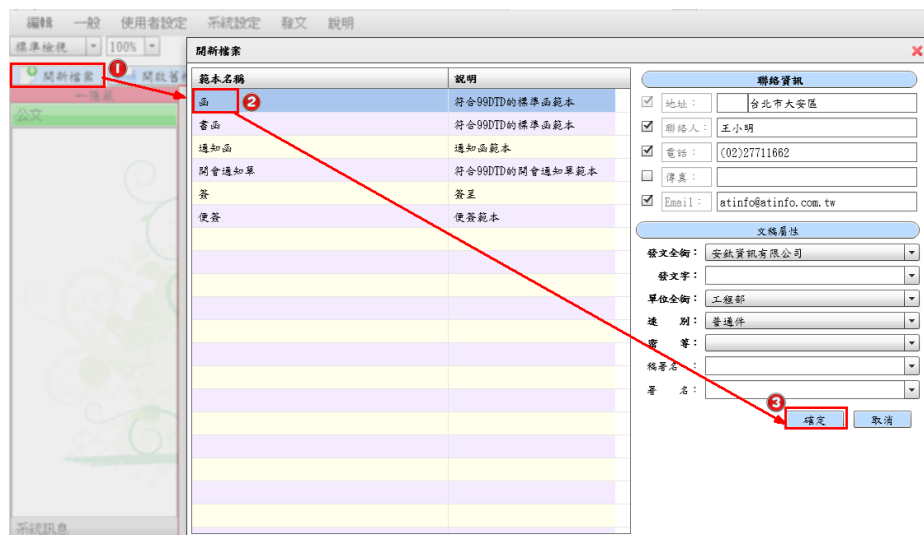 編輯 一般 使用者設定 系統設定 發文 說明
標準檢視 100%
開新檔案
開新檔案 1 開啟舊
←隱藏
公文
範本名稱 說明
函 2 符合99DTD的標準函範本
書函 符合99DTD的標準函範本
通知函 通知函範本
開會通知單 符合99DTD的開會通知單範本
簽 簽呈
便簽 便簽範本
聯絡資訊
地址： 台北市大安區
聯絡人： 王小明
電話： (02)27711662
傳真：
Email： atinfo@atinfo.com.tw
文稿屬性
發文全銜： 安鈦資訊有限公司
發文字：
單位全銜： 工程部
速 別： 普通件
密 等：
稿署名 ：
署 名：
3
確定 取消
系統訊息